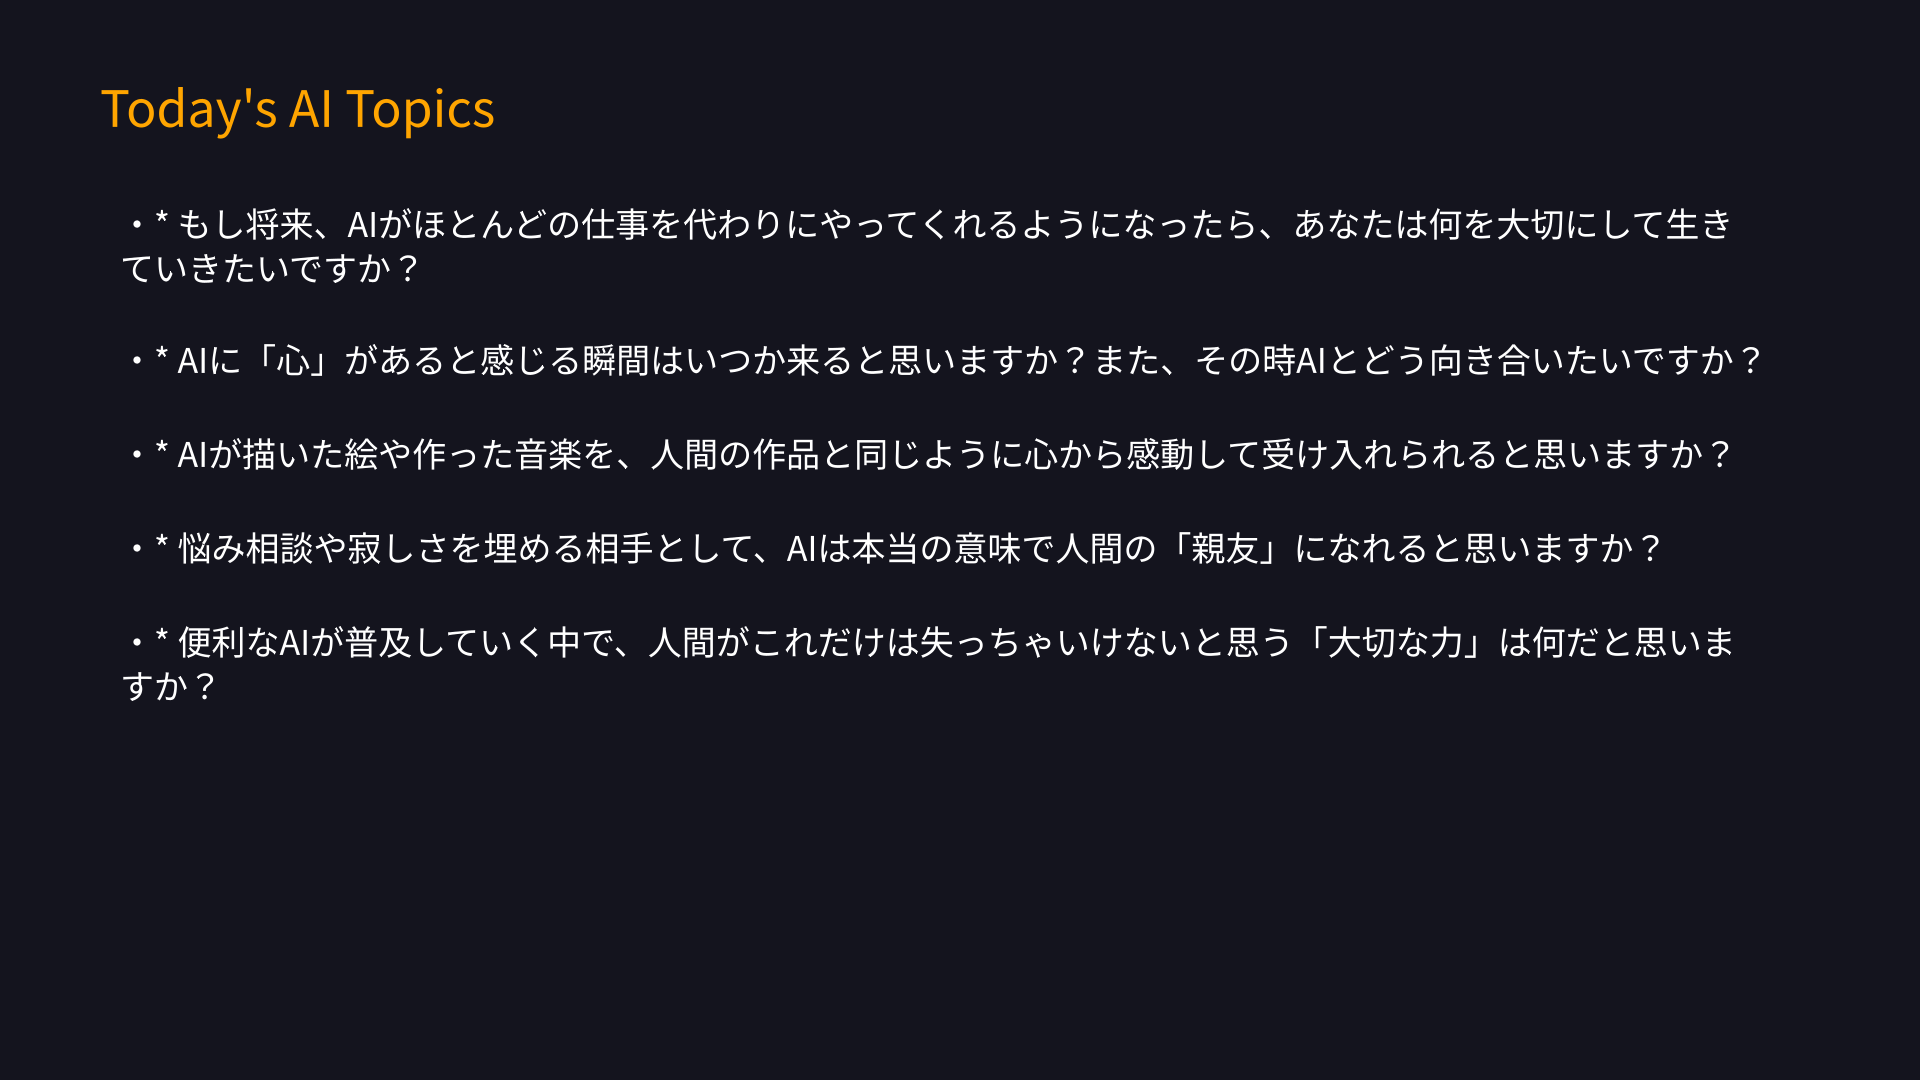 Today's AI Topics
・* もし将来、AIがほとんどの仕事を代わりにやってくれるようになったら、あなたは何を大切にして生き
ていきたいですか？
・* AIに「心」があると感じる瞬間はいつか来ると思いますか？また、その時AIとどう向き合いたいですか？
・* AIが描いた絵や作った音楽を、人間の作品と同じように心から感動して受け入れられると思いますか？
・* 悩み相談や寂しさを埋める相手として、AIは本当の意味で人間の「親友」になれると思いますか？
・* 便利なAIが普及していく中で、人間がこれだけは失っちゃいけないと思う「大切な力」は何だと思いま
すか？